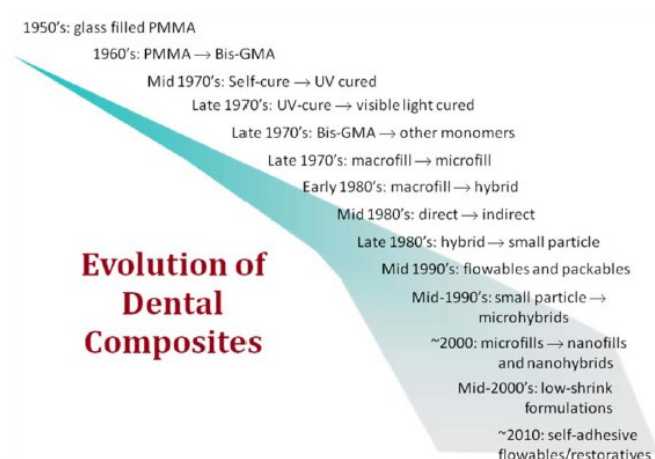 1950's: glass filled PMMA
1960's: PMMA → Bis-GMA
Mid 1970's: Self-cure → UV cured
Late 1970's: UV-cure → visible light cured
Late 1970's: Bis-GMA → other monomers
Late 1970's: macrofill → microfill
Early 1980's: macrofill → hybrid
Mid 1980's: direct → indirect
Late 1980's: hybrid → small particle
Mid 1990's: flowables and packables
Mid-1990's: small particle →
microhybrids
~2000: microfills → nanofills
and nanohybrids
Mid-2000's: low-shrink
formulations
~2010: self-adhesive
flowables/restoratives
Evolution of
Dental
Composites